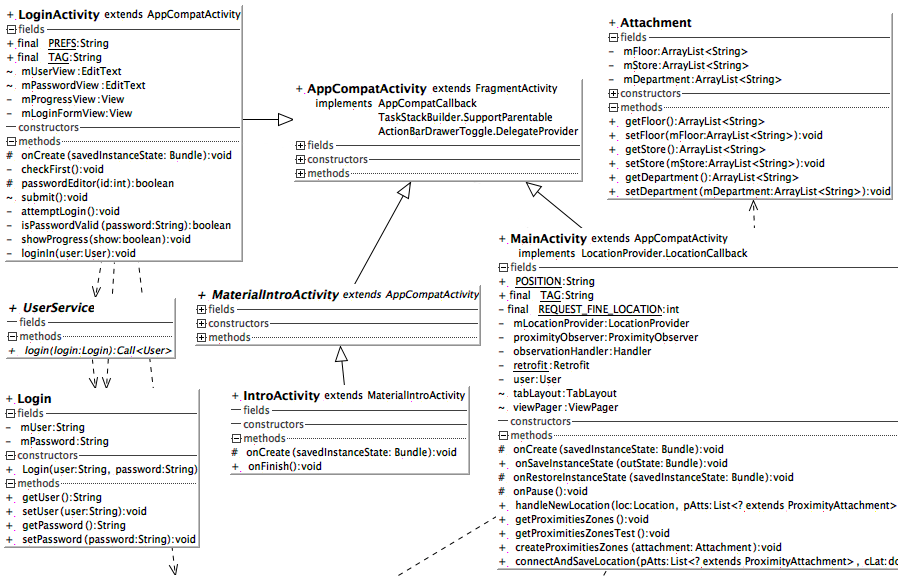 + LoginActivity extends AppCompatActivity
fields
+ final PREFS:String
+ final TAG:String
~ mUserView:EditText
~ mPasswordView:EditText
- mProgressView:View
- mLoginFormView:View
constructors
methods
# onCreate(savedInstanceState: Bundle):void
- checkFirst():void
# passwordEditor(id:int):boolean
~ submit():void
- attemptLogin():void
- isPasswordValid(password:String):boolean
- showProgress(show:boolean):void
- logInIn(user:User):void
+ UserService
fields
methods
+ login(login:Login):Call<User>
+ Login
fields
- mUser:String
- mPassword:String
constructors
+ Login(user:String, password:String)
methods
+ getUser():String
+ setUser(user:String):void
+ getPassword():String
+ setPassword(password:String):void
+ AppCompatActivity extends FragmentActivity
implements AppCompatCallback
TaskStackBuilder.SupportParentable
ActionBarDrawerToggle.DelegateProvider
fields
constructors
methods
+ MaterialIntroActivity extends AppCompatActivity
fields
constructors
methods
+ IntroActivity extends MaterialIntroActivity
fields
constructors
methods
# onCreate(savedInstanceState: Bundle):void
+ onFinish():void
+ Attachment
fields
- mFloor:ArrayList<String>
- mStore:ArrayList<String>
- mDepartment:ArrayList<String>
constructors
methods
+ getFloor():ArrayList<String>
+ setFloor(mFloor:ArrayList<String>):void
+ getStore():ArrayList<String>
+ setStore(mStore:ArrayList<String>):void
+ getDepartment():ArrayList<String>
+ setDepartment(mDepartment:ArrayList<String>):void
+ MainActivity extends AppCompatActivity
implements LocationProvider.LocationCallback
fields
+ POSITION:String
+ final TAG:String
- final REQUEST_FINE_LOCATION:int
- mLocationProvider:LocationProvider
- proximityObserver:ProximityObserver
- observationHandler:Handler
- retrofit:Retrofit
- user:User
~ tabLayout:TabLayout
~ viewPager:ViewPager
constructors
methods
# onCreate(savedInstanceState: Bundle):void
+ onSaveInstanceState(outState: Bundle):void
# onRestoreInstanceState(savedInstanceState: Bundle):void
# onPause():void
+ handleNewLocation(loc:Location, pAtts:List<? extends ProximityAttachment>
+ getProximitiesZones():void
+ getProximitiesZonesTest():void
+ createProximitiesZones(attachment: Attachment):void
+ connectAndSaveLocation(pAtts:List<? extends ProximityAttachment>, cLat:do